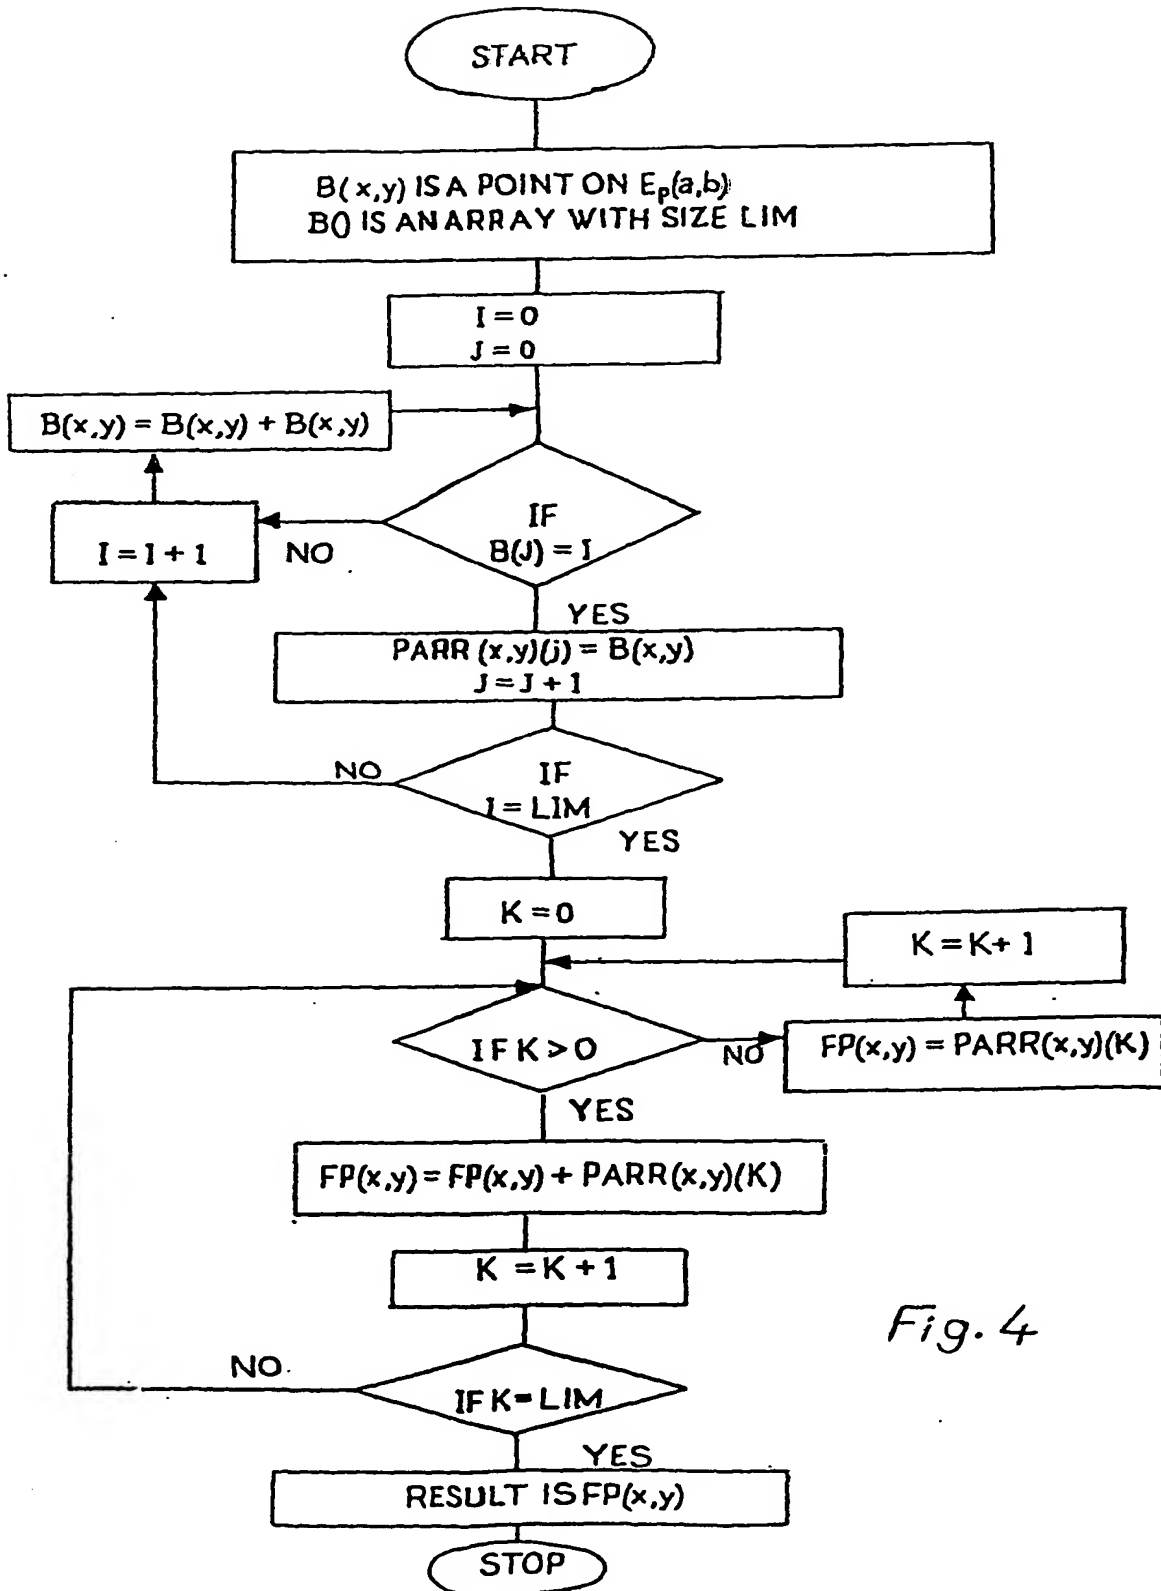 START
B(x,y) IS A POINT ON Ep(a,b)
B() IS AN ARRAY WITH SIZE LIM
I = 0
J = 0
B(x,y) = B(x,y) + B(x,y)
I = I + 1
NO
IF
B(J) = I
YES
PARR (x,y)(j) = B(x,y)
J = J + 1
NO
IF
J = LIM
YES
K = 0
K = K + 1
IF K > 0
NO
FP(x,y) = PARR(x,y)(K)
YES
FP(x,y) = FP(x,y) + PARR(x,y)(K)
K = K + 1
Fig. 4
NO
IF K = LIM
YES
RESULT IS FP(x,y)
STOP